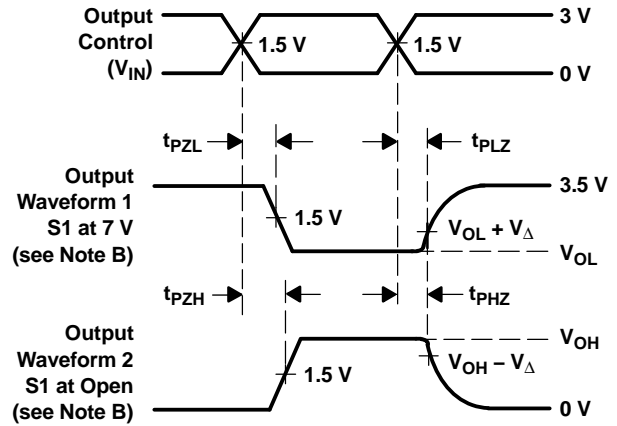 Output
Control
(VIN)
1.5 V
1.5 V
3 V
0 V
tPZL
tPLZ
Output
Waveform 1
S1 at 7 V
(see Note B)
1.5 V
3.5 V
VOL + VΔ
VOL
tPZH
tPHZ
Output
Waveform 2
S1 at Open
(see Note B)
1.5 V
VOH
VOH − VΔ
0 V